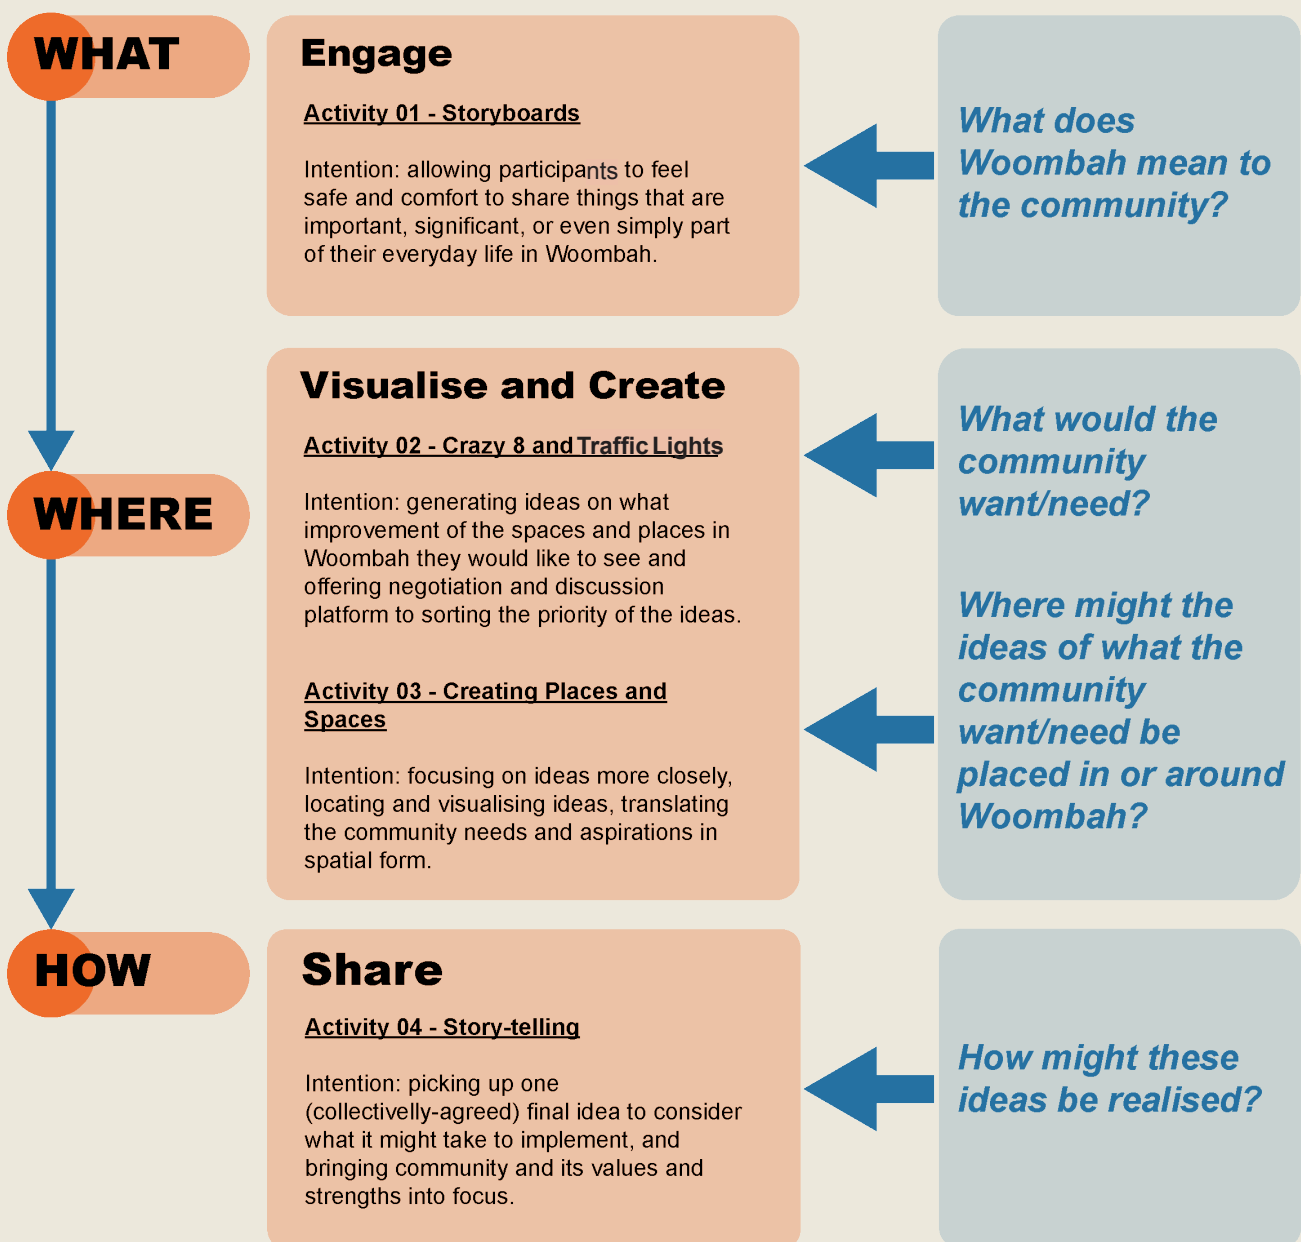 WHAT
Engage
Activity 01 - Storyboards
Intention: allowing participants to feel
safe and comfort to share things that are
important, significant, or even simply part
of their everyday life in Woombah.
What does
Woombah mean to
the community?
WHERE
Visualise and Create
Activity 02 - Crazy 8 and Traffic Lights
Intention: generating ideas on what
improvement of the spaces and places in
Woombah they would like to see and
offering negotiation and discussion
platform to sorting the priority of the ideas.
What would the
community
want/need?
Activity 03 - Creating Places and
Spaces
Intention: focusing on ideas more closely,
locating and visualising ideas, translating
the community needs and aspirations in
spatial form.
Where might the
ideas of what the
community
want/need be
placed in or around
Woombah?
HOW
Share
Activity 04 - Story-telling
Intention: picking up one
(collectivelly-agreed) final idea to consider
what it might take to implement, and
bringing community and its values and
strengths into focus.
How might these
ideas be realised?